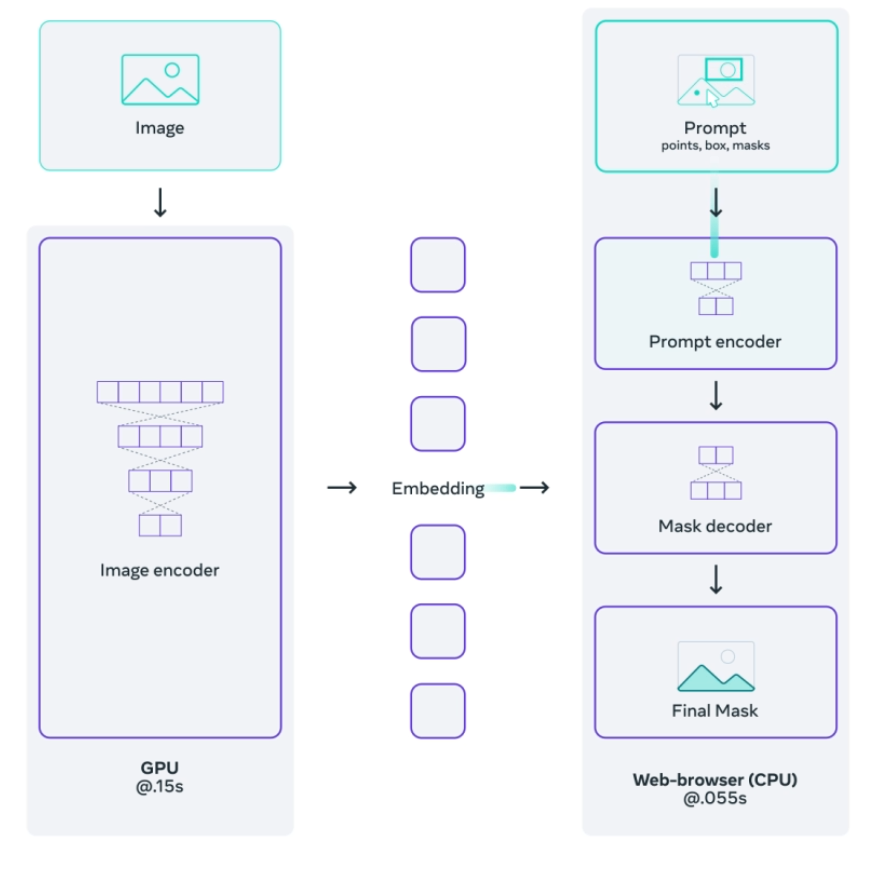 Image
Image encoder
GPU
@.15s
Embedding
Prompt
points, box, masks
Prompt encoder
Mask decoder
Final Mask
Web-browser (CPU)
@.055s